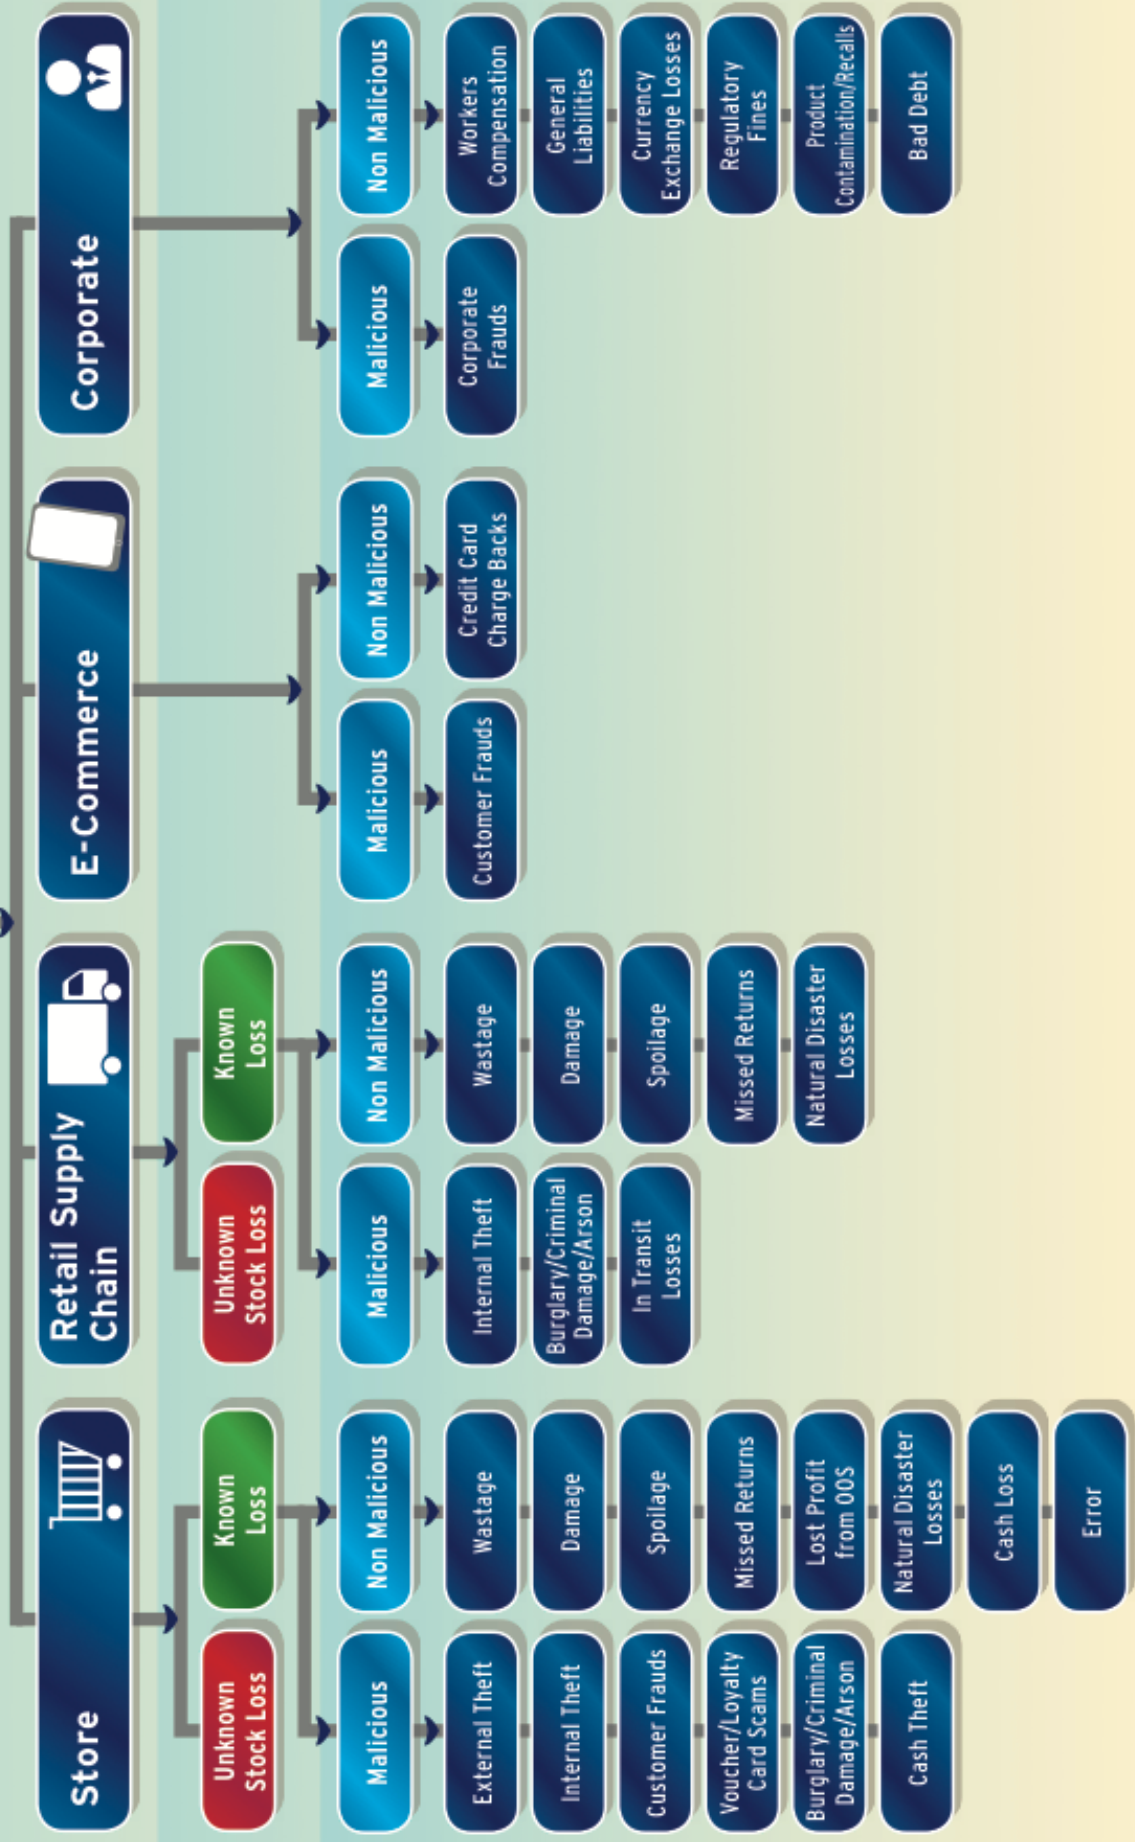 Store
Unknown
Stock Loss
Known
Loss
Malicious
External Theft
Internal Theft
Customer Frauds
Voucher/Loyalty
Card Scams
Burglary/Criminal
Damage/Arson
Cash Theft
Non Malicious
Wastage
Damage
Spoilage
Missed Returns
Lost Profit
from OOS
Natural Disaster
Losses
Cash Loss
Error
Retail Supply
Chain
Unknown
Stock Loss
Known
Loss
Malicious
Internal Theft
Burglary/Criminal
Damage/Arson
In Transit
Losses
Non Malicious
Wastage
Damage
Spoilage
Missed Returns
Natural Disaster
Losses
E-Commerce
Malicious
Customer Frauds
Non Malicious
Credit Card
Charge Backs
Corporate
Malicious
Corporate
Frauds
Non Malicious
Workers
Compensation
General
Liabilities
Currency
Exchange Losses
Regulatory
Fines
Product
Contamination/Recalls
Bad Debt